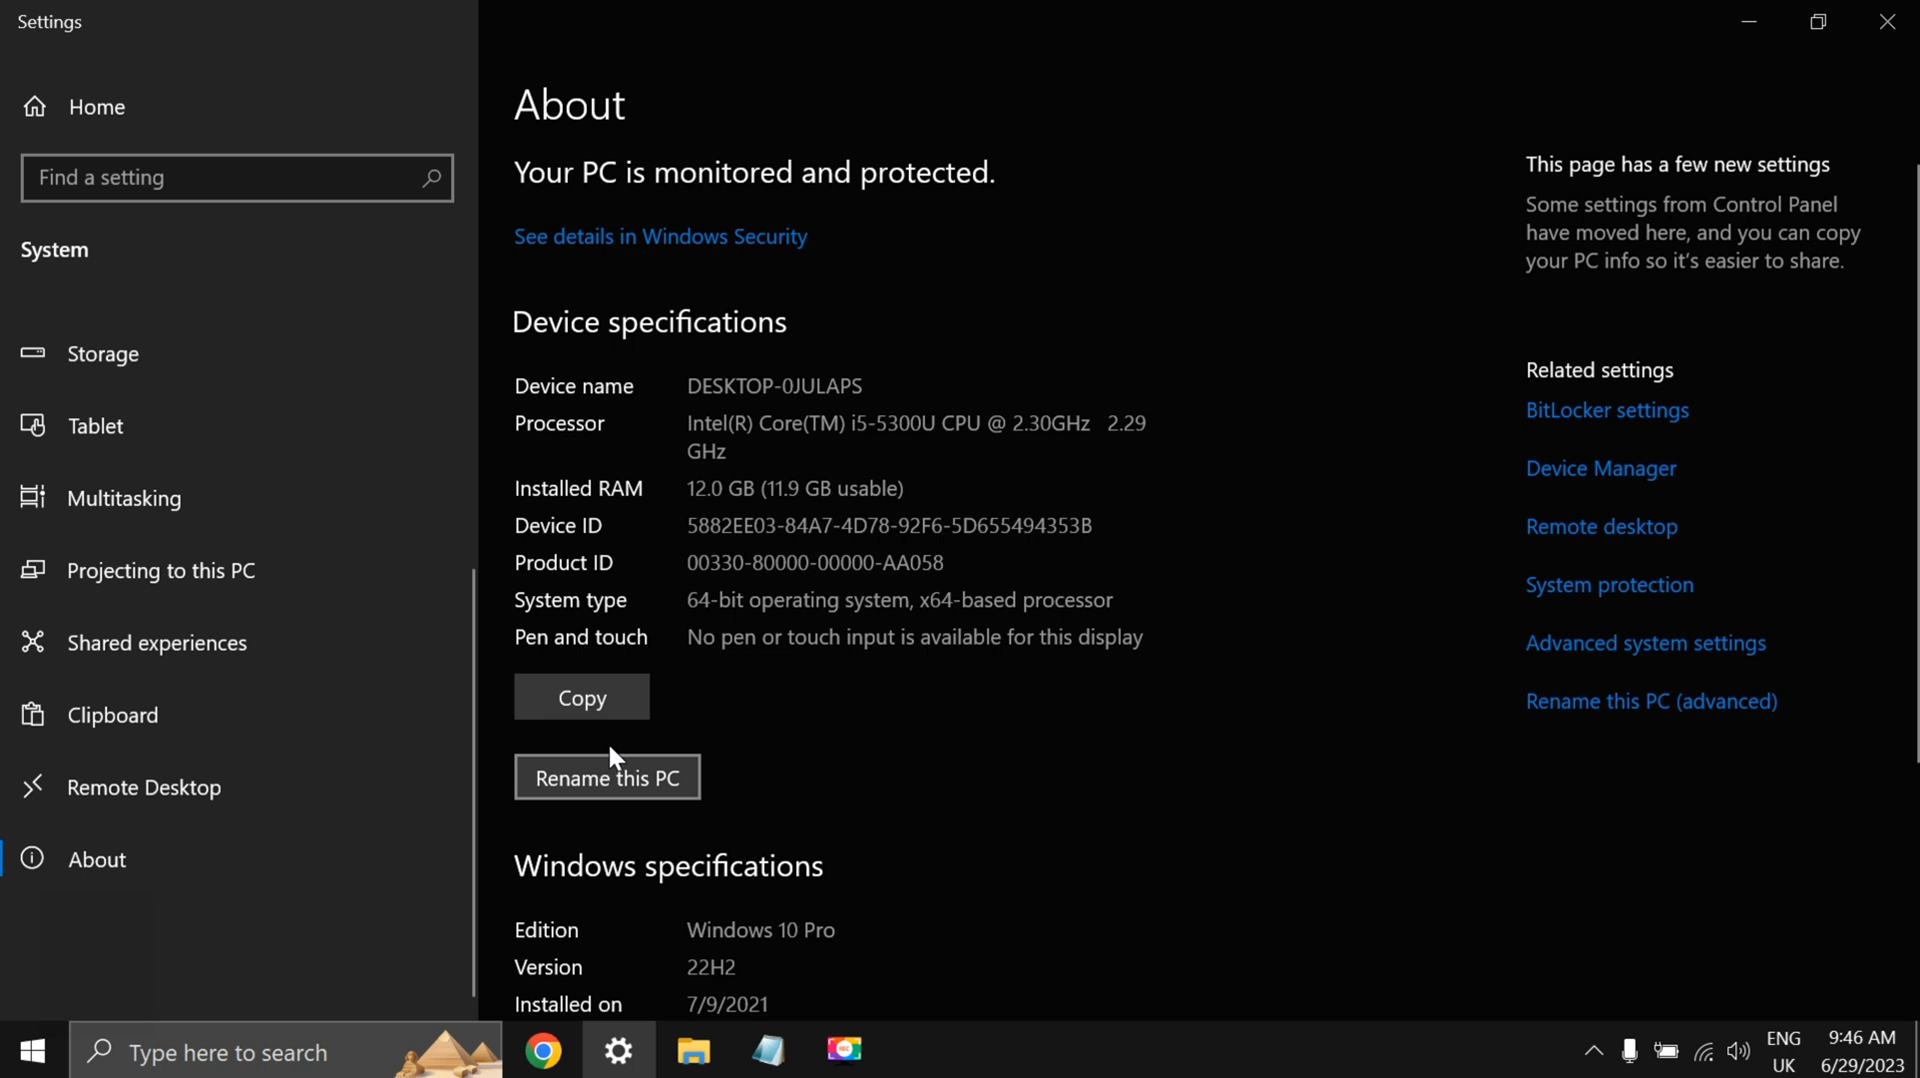 Settings
Home
Find a setting
System
Storage
Tablet
Multitasking
Projecting to this PC
Shared experiences
Clipboard
Remote Desktop
About
About
Your PC is monitored and protected.
See details in Windows Security
Device specifications
Device name DESKTOP-0JULAPS
Processor Intel(R) Core(TM) i5-5300U CPU @ 2.30GHz 2.29
GHz
Installed RAM 12.0 GB (11.9 GB usable)
Device ID 5882EE03-84A7-4D78-92F6-5D655494353B
Product ID 00330-80000-00000-AA058
System type 64-bit operating system, x64-based processor
Pen and touch No pen or touch input is available for this display
Copy
Rename this PC
Windows specifications
Edition Windows 10 Pro
Version 22H2
Installed on 7/9/2021
This page has a few new settings
Some settings from Control Panel
have moved here, and you can copy
your PC info so it's easier to share.
Related settings
BitLocker settings
Device Manager
Remote desktop
System protection
Advanced system settings
Rename this PC (advanced)
Type here to search
REC
ENG
UK
9:46 AM
6/29/2023